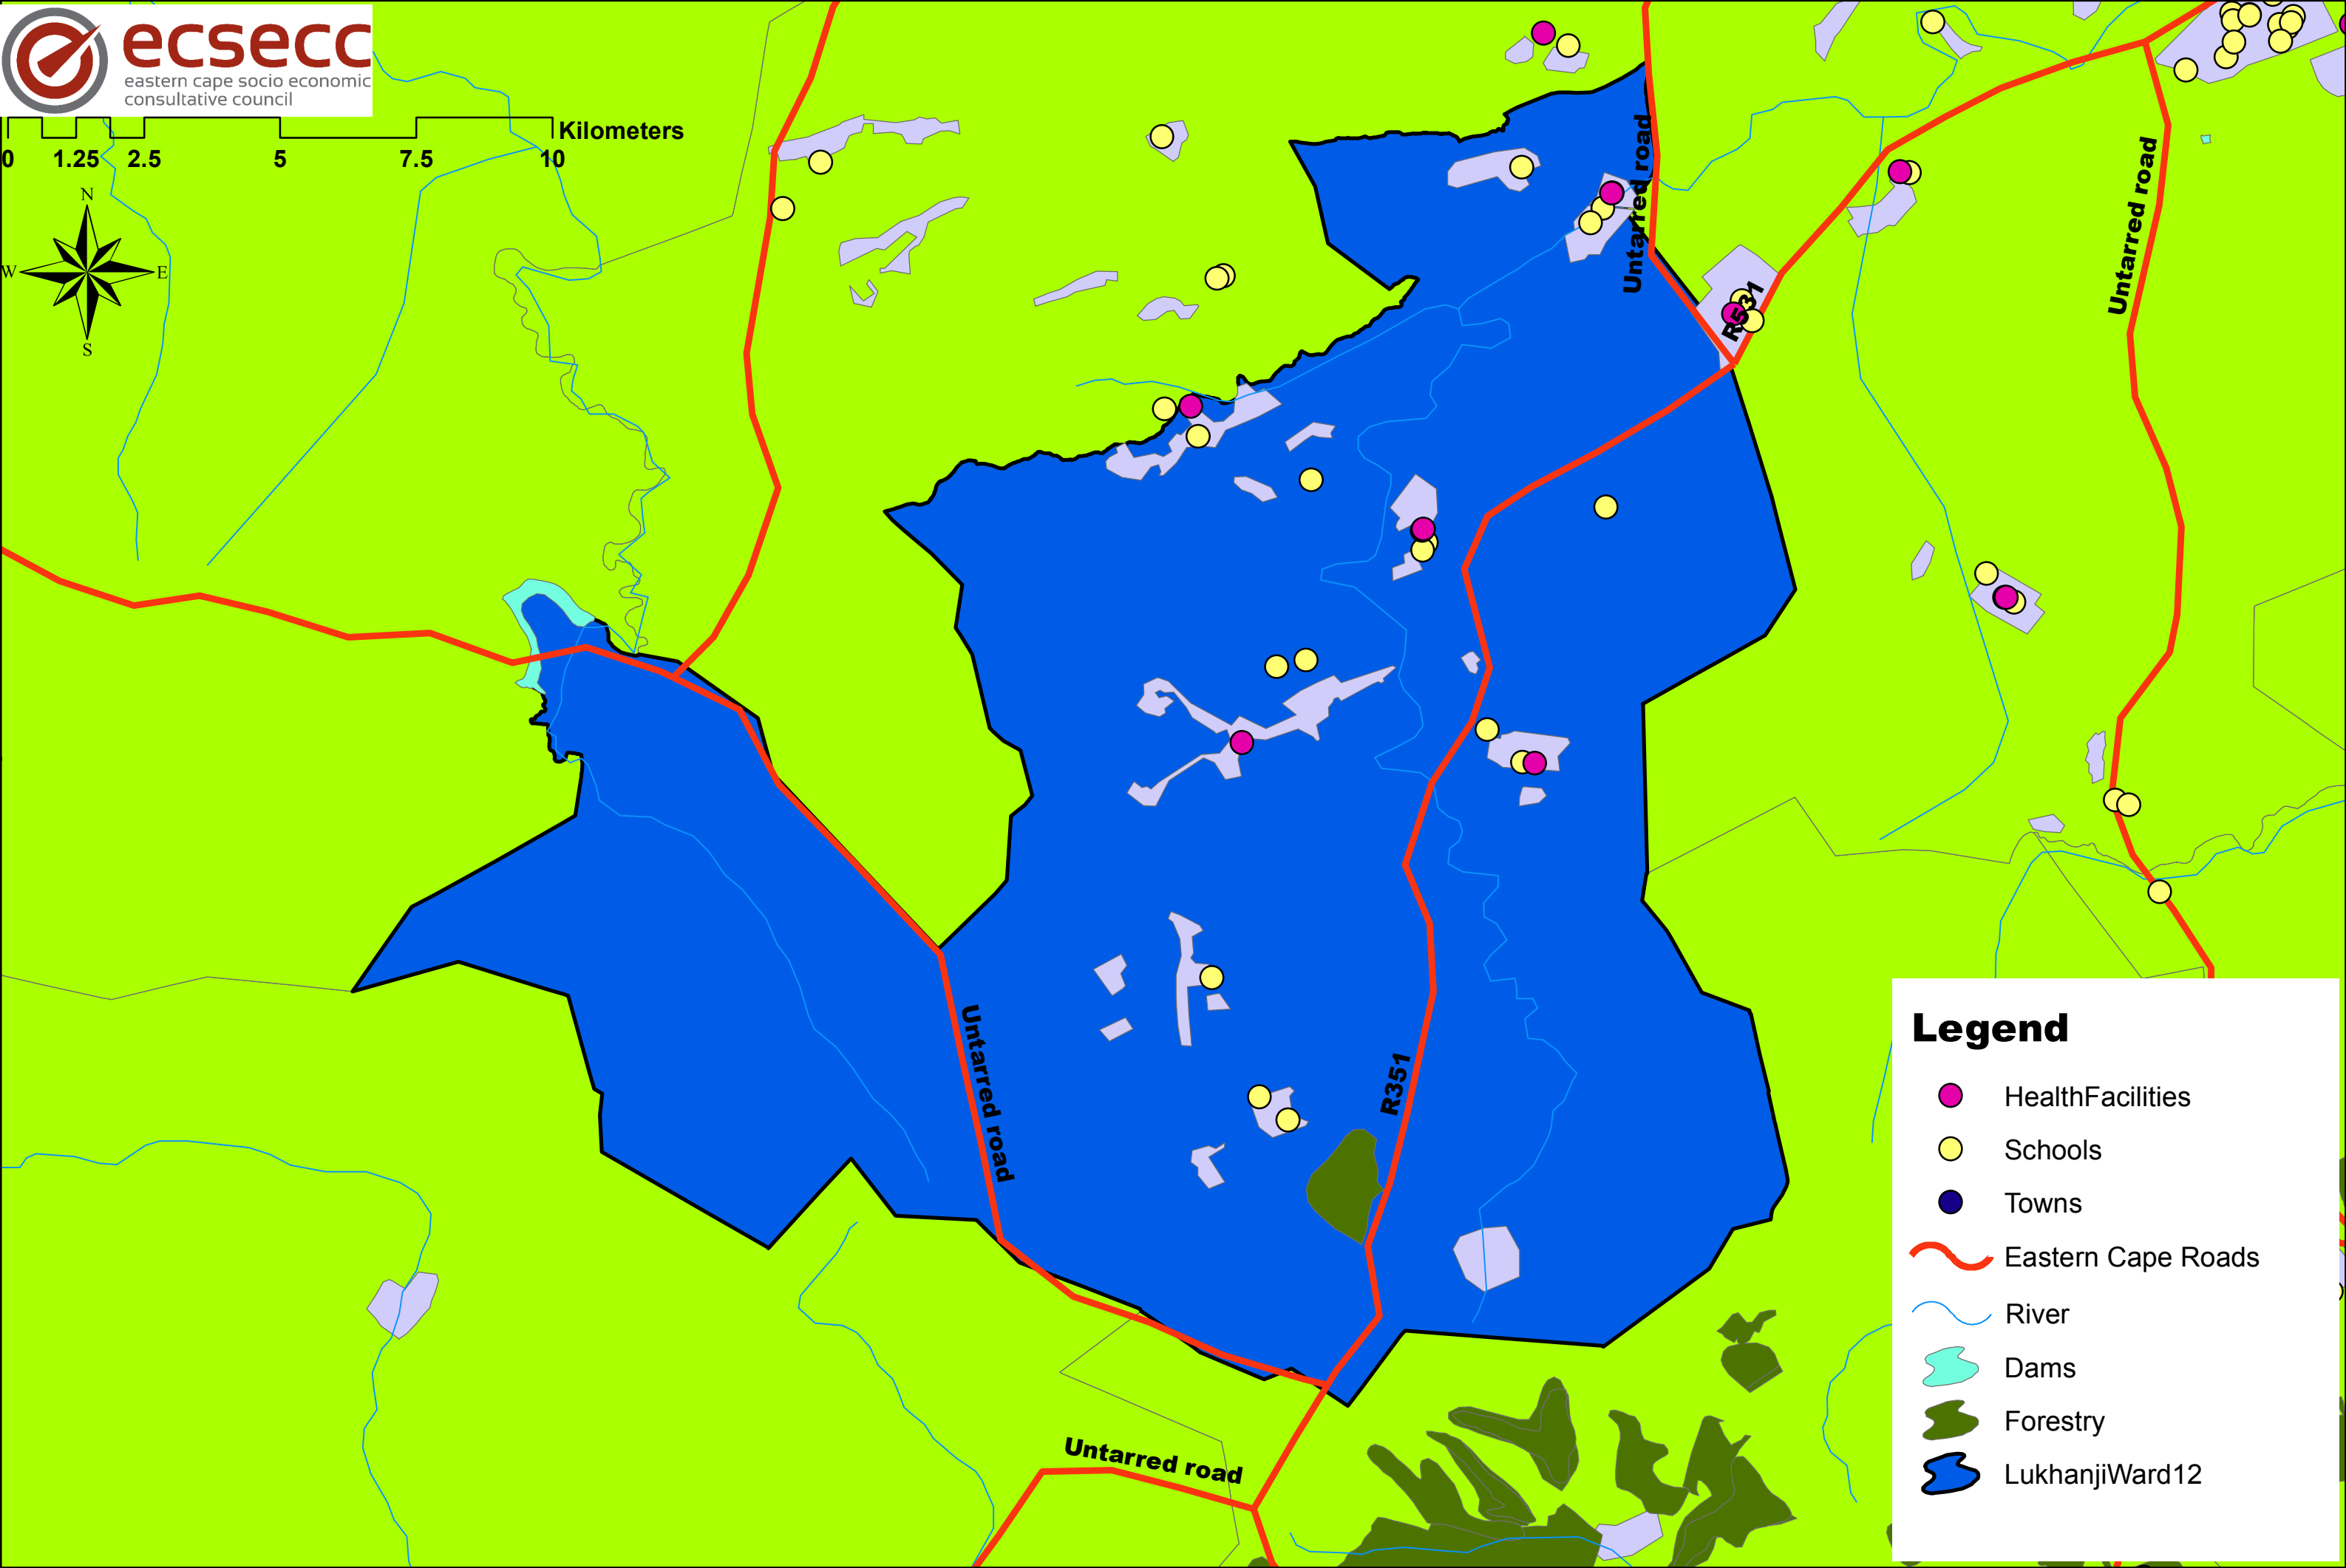 ecsecc
eastern cape socio economic
consultative council
Kilometers
0 1.25 2.5 5 7.5 10
N
W E
S
Untarred road
Untarred road
R531
Untarred road
R351
Untarred road
Legend
HealthFacilities
Schools
Towns
Eastern Cape Roads
River
Dams
Forestry
LukhanjiWard12